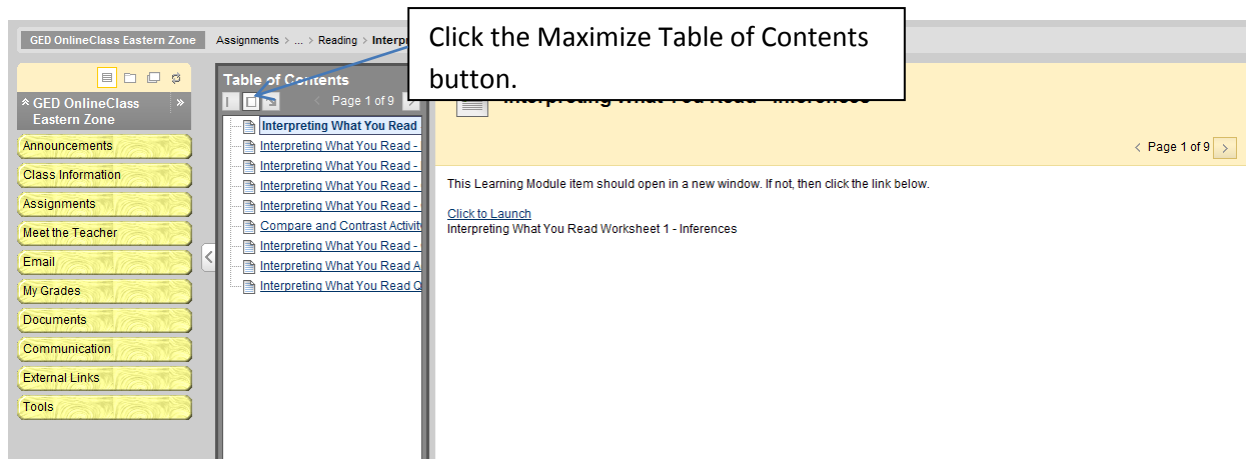 GED OnlineClass Eastern Zone
Assignments > ... > Reading >
Click the Maximize Table of Contents
button.
GED OnlineClass
Eastern Zone
Announcements
Class Information
Assignments
Meet the Teacher
Email
My Grades
Documents
Communication
External Links
Tools
Table of Contents
Page 1 of 9
Interpreting What You Read
Interpreting What You Read -
Interpreting What You Read -
Interpreting What You Read -
Interpreting What You Read -
Compare and Contrast Activit
Interpreting What You Read -
Interpreting What You Read A
Interpreting What You Read Q
Interpreting What You Read - Inferences
< Page 1 of 9 >
This Learning Module item should open in a new window. If not, then click the link below.
Click to Launch
Interpreting What You Read Worksheet 1 - Inferences